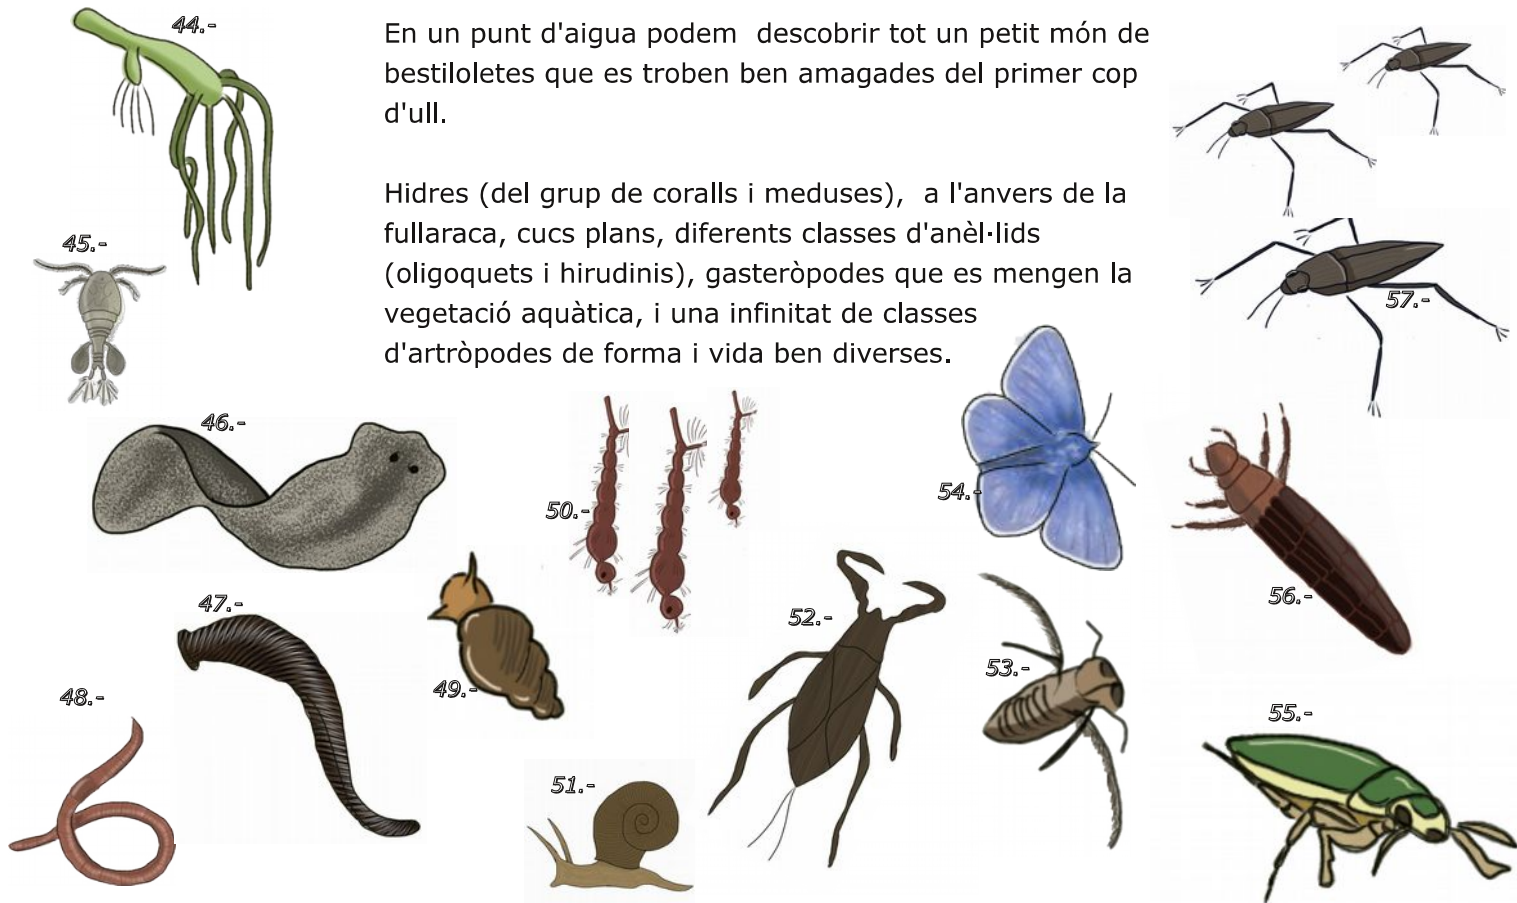 44.-
En un punt d'aigua podem descobrir tot un petit món de
bestiloletes que es troben ben amagades del primer cop
d'ull.
Hidres (del grup de coralls i meduses), a l'anvers de la
fullaraca, cucs plans, diferents classes d'anèl·lids
(oligoquets i hirudinis), gasteròpodes que es mengen la
vegetació aquàtica, i una infinitat de classes
d'artròpodes de forma i vida ben diverses.
45.-
57.-
46.-
50.-
54.-
47.-
52.-
56.-
48.-
49.-
53.-
51.-
55.-